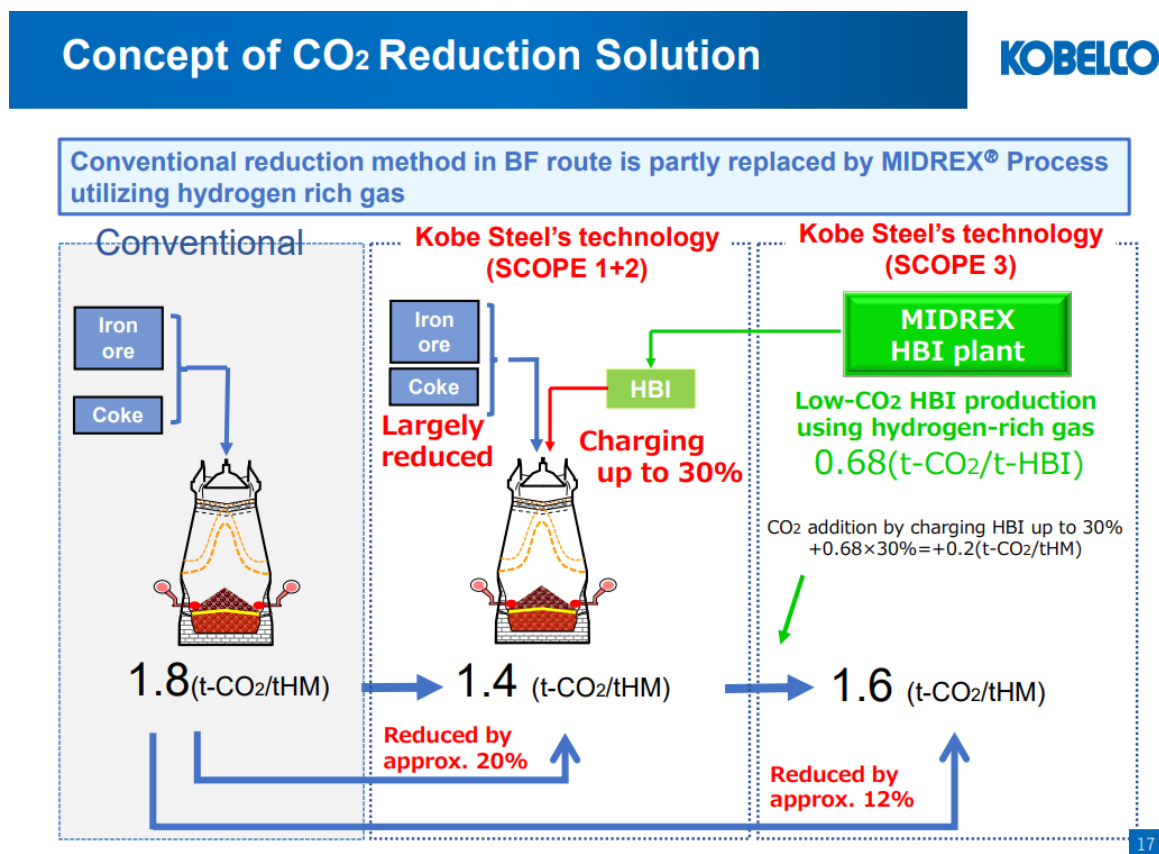 Concept of CO2 Reduction Solution
KOBELCO
Conventional reduction method in BF route is partly replaced by MIDREX® Process
utilizing hydrogen rich gas
Conventional
Iron
ore
Coke
1.8(t-CO2/tHM)
Kobe Steel's technology
(SCOPE 1+2)
Iron
ore
Coke
Largely
reduced
HBI
Charging
up to 30%
1.4 (t-CO2/tHM)
Reduced by
approx. 20%
Kobe Steel's technology
(SCOPE 3)
MIDREX
HBI plant
Low-CO2 HBI production
using hydrogen-rich gas
0.68(t-CO2/t-HBI)
CO2 addition by charging HBI up to 30%
+0.68×30%=+0.2(t-CO2/tHM)
1.6 (t-CO2/tHM)
Reduced by
approx. 12%
17